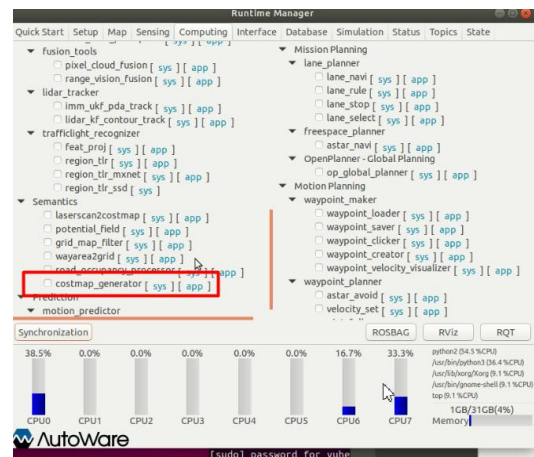 Runtime Manager
Quick Start Setup Map Sensing Computing Interface Database Simulation Status Topics State
fusion_tools
pixel_cloud_fusion [ sys ][ app ]
range_vision_fusion [ sys ][ app ]
lidar_tracker
imm_ukf_pda_track [ sys ][ app ]
lidar_kf_contour_track [ sys ][ app ]
trafficlight_recognizer
feat_proj [ sys ][ app ]
region_tlr [ sys ][ app ]
region_tlr_mxnet [ sys ][ app ]
region_tlr_ssd [ sys ]
Semantics
laserscan2costmap [ sys ][ app ]
potential_field [ sys ][ app ]
grid_map_filter [ sys ][ app ]
wayarea2grid [ sys ][ app ]
road_occupancy_processor [ sys ][ app ]
costmap_generator [ sys ][ app ]
Prediction
motion_predictor
Mission Planning
lane_planner
lane_navi [ sys ][ app ]
lane_rule [ sys ][ app ]
lane_stop [ sys ][ app ]
lane_select [ sys ][ app ]
freespace_planner
astar_navi [ sys ][ app ]
OpenPlanner - Global Planning
op_global_planner [ sys ][ app ]
Motion Planning
waypoint_maker
waypoint_loader [ sys ][ app ]
waypoint_saver [ sys ][ app ]
waypoint_clicker [ sys ][ app ]
waypoint_creator [ sys ][ app ]
waypoint_velocity_visualizer [ sys ][ app ]
waypoint_planner
astar_avoid [ sys ][ app ]
velocity_set [ sys ][ app ]
Synchronization ROSBAG RViz RQT
38.5% 0.0% 0.0% 0.0% 0.0% 0.0% 16.7% 33.3%
CPU0 CPU1 CPU2 CPU3 CPU4 CPU5 CPU6 CPU7
python2 (54.5 %CPU)
/usr/bin/python3 (36.4 %CPU)
/usr/lib/xorg/Xorg (9.1 %CPU)
/usr/bin/gnome-shell (9.1 %CPU)
top (9.1 %CPU)
1GB/31GB(4%)
Memory
AutoWare
[sudo] password for yuhe